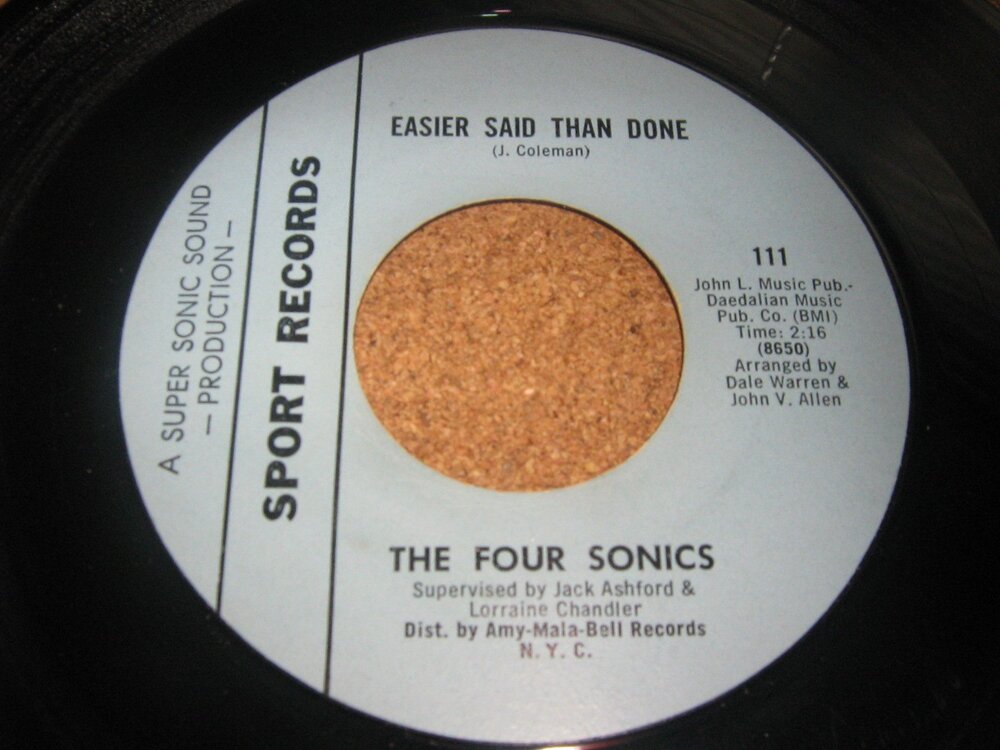 EASIER SAID THAN DONE
(J. Coleman)
A SUPER SONIC SOUND
— PRODUCTION —
SPORT RECORDS
111
John L. Music Pub.-
Daedalian Music
Pub. Co. (BMI)
Time: 2:16
(8650)
Arranged by
Dale Warren &
John V. Allen
THE FOUR SONICS
Supervised by Jack Ashford &
Lorraine Chandler
Dist. by Amy-Mala-Bell Records
N. Y. C.